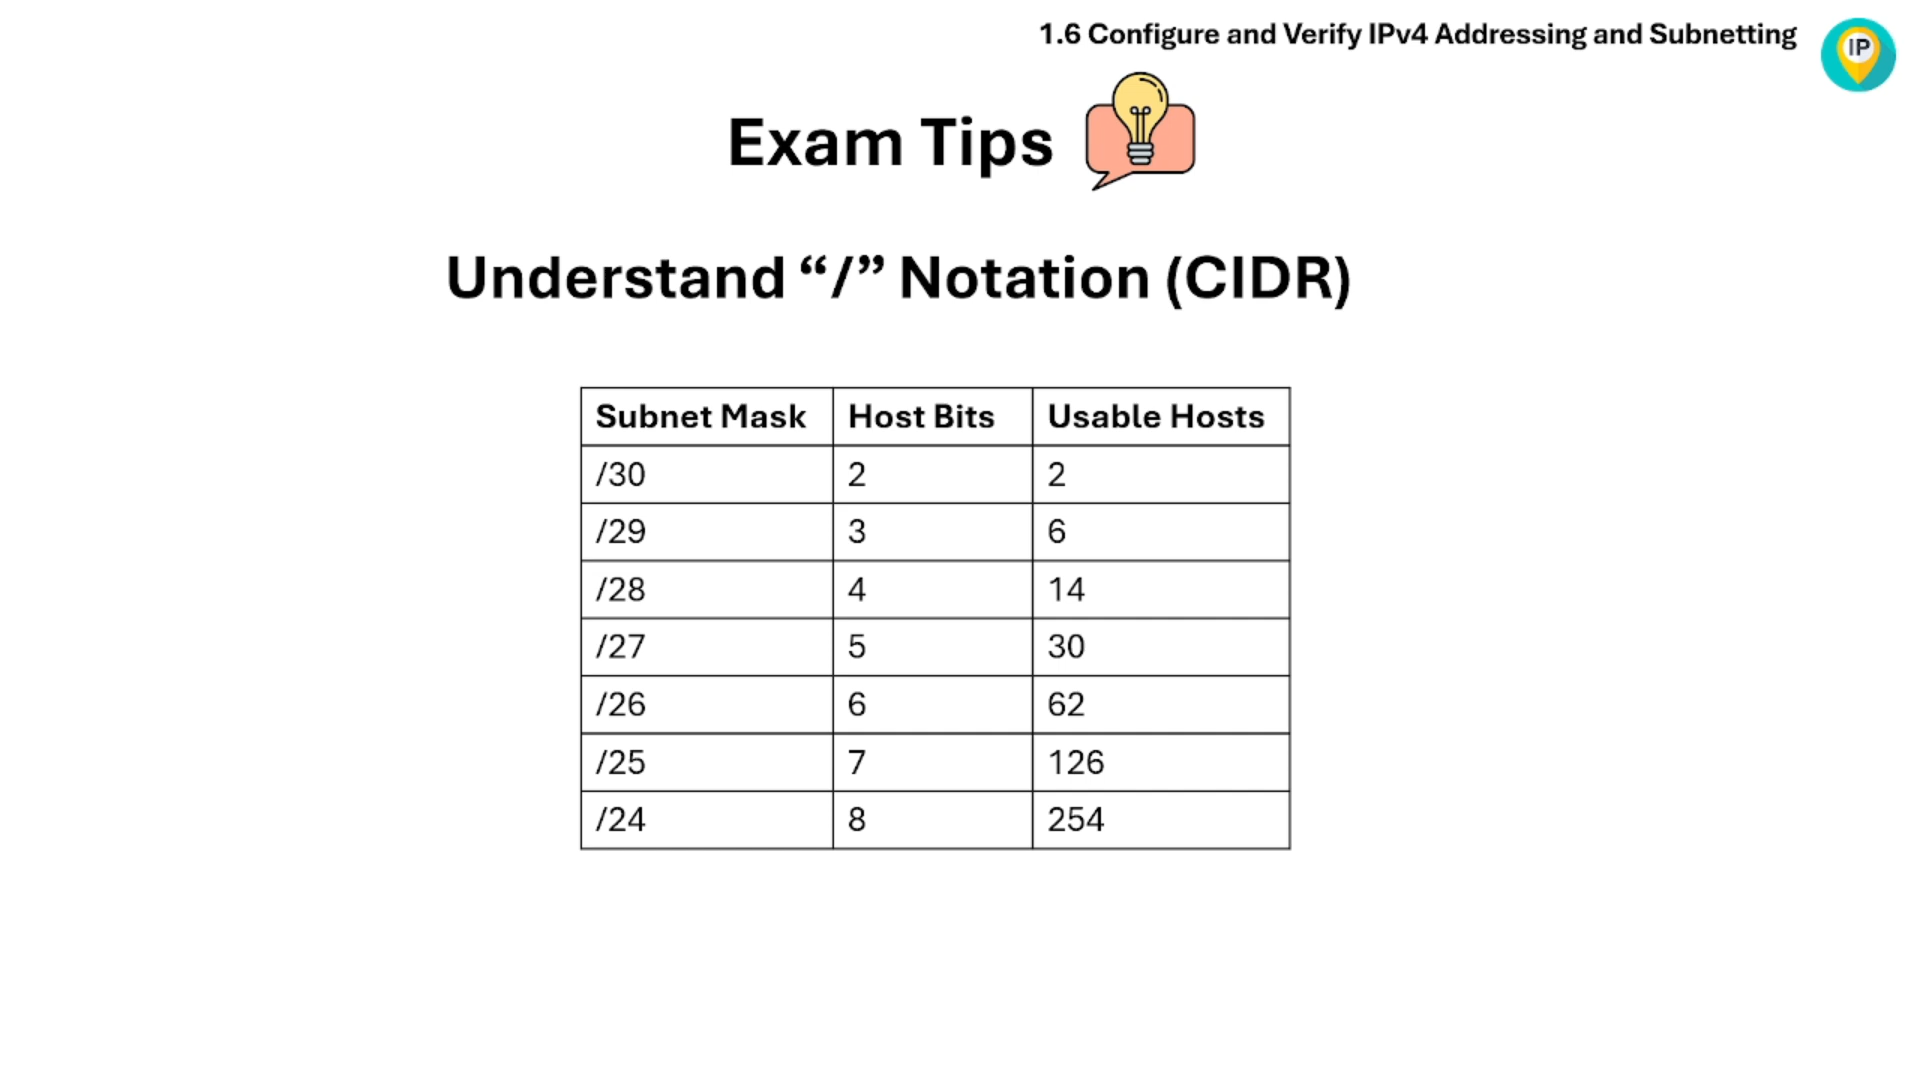 1.6 Configure and Verify IPv4 Addressing and Subnetting
IP
Exam Tips
Understand “/” Notation (CIDR)
Subnet Mask Host Bits Usable Hosts
/30 2 2
/29 3 6
/28 4 14
/27 5 30
/26 6 62
/25 7 126
/24 8 254